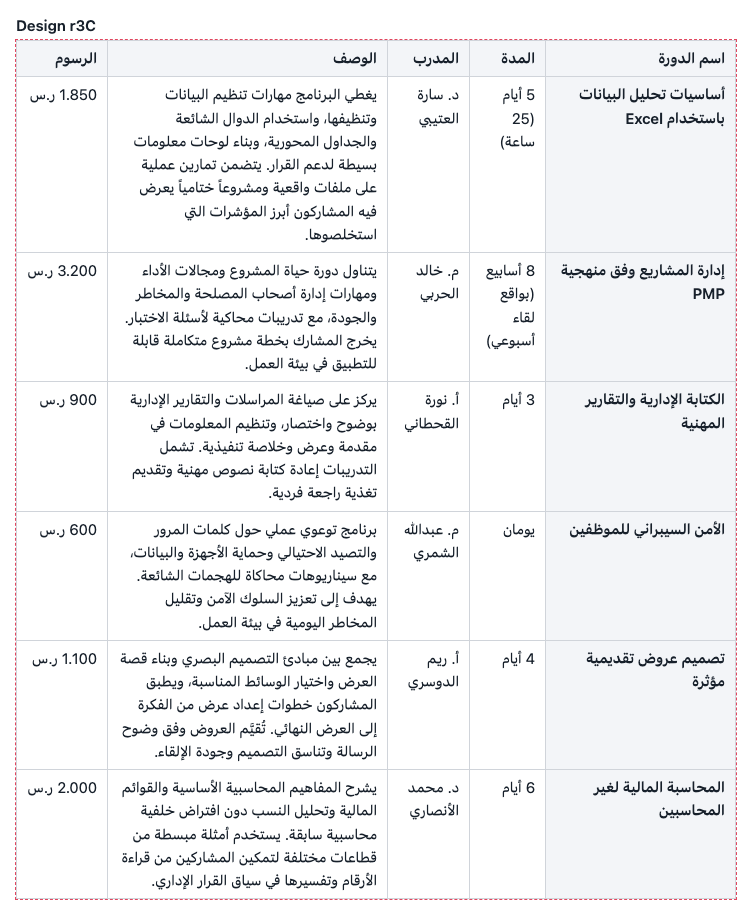 Design r3C
اسم الدورة
المدة
المدرب
الوصف
الرسوم
أساسيات تحليل البيانات
باستخدام Excel
5 أيام
(25
ساعة)
د. سارة
العتيبي
يغطي البرنامج مهارات تنظيم البيانات
وتنظيفها، واستخدام الدوال الشائعة
والجداول المحورية، وبناء لوحات معلومات
بسيطة لدعم القرار. يتضمن تمارين عملية
على ملفات واقعية ومشروعاً ختامياً يعرض
فيه المشاركون أبرز المؤشرات التي
استخلصوها.
1.850 ر.س
إدارة المشاريع وفق منهجية
PMP
8 أسابيع
(بواقع
لقاء
أسبوعي)
م. خالد
الحربي
يتناول دورة حياة المشروع ومجالات الأداء
ومهارات إدارة أصحاب المصلحة والمخاطر
والجودة، مع تدريبات محاكية لأسئلة الاختبار.
يخرج المشارك بخطة مشروع متكاملة قابلة
للتطبيق في بيئة العمل.
3.200 ر.س
الكتابة الإدارية والتقارير
المهنية
3 أيام
أ. نورة
القحطاني
يركز على صياغة المراسلات والتقارير الإدارية
بوضوح واختصار، وتنظيم المعلومات في
مقدمة وعرض وخلاصة تنفيذية. تشمل
التدريبات إعادة كتابة نصوص مهنية وتقديم
تغذية راجعة فردية.
900 ر.س
الأمن السيبراني للموظفين
يومان
م. عبدالله
الشمري
برنامج توعوي عملي حول كلمات المرور
والتصيد الاحتيالي وحماية الأجهزة والبيانات،
مع سيناريوهات محاكاة للهجمات الشائعة.
يهدف إلى تعزيز السلوك الآمن وتقليل
المخاطر اليومية في بيئة العمل.
600 ر.س
تصميم عروض تقديمية
مؤثرة
4 أيام
أ. ريم
الدوسري
يجمع بين مبادئ التصميم البصري وبناء قصة
العرض واختيار الوسائط المناسبة، ويطبق
المشاركون خطوات إعداد عرض من الفكرة
إلى العرض النهائي. تُقيَّم العروض وفق وضوح
الرسالة وتناسق التصميم وجودة الإلقاء.
1.100 ر.س
المحاسبة المالية لغير
المحاسبين
6 أيام
د. محمد
الأنصاري
يشرح المفاهيم المحاسبية الأساسية والقوائم
المالية وتحليل النسب دون افتراض خلفية
محاسبية سابقة. يستخدم أمثلة مبسطة من
قطاعات مختلفة لتمكين المشاركين من قراءة
الأرقام وتفسيرها في سياق القرار الإداري.
2.000 ر.س